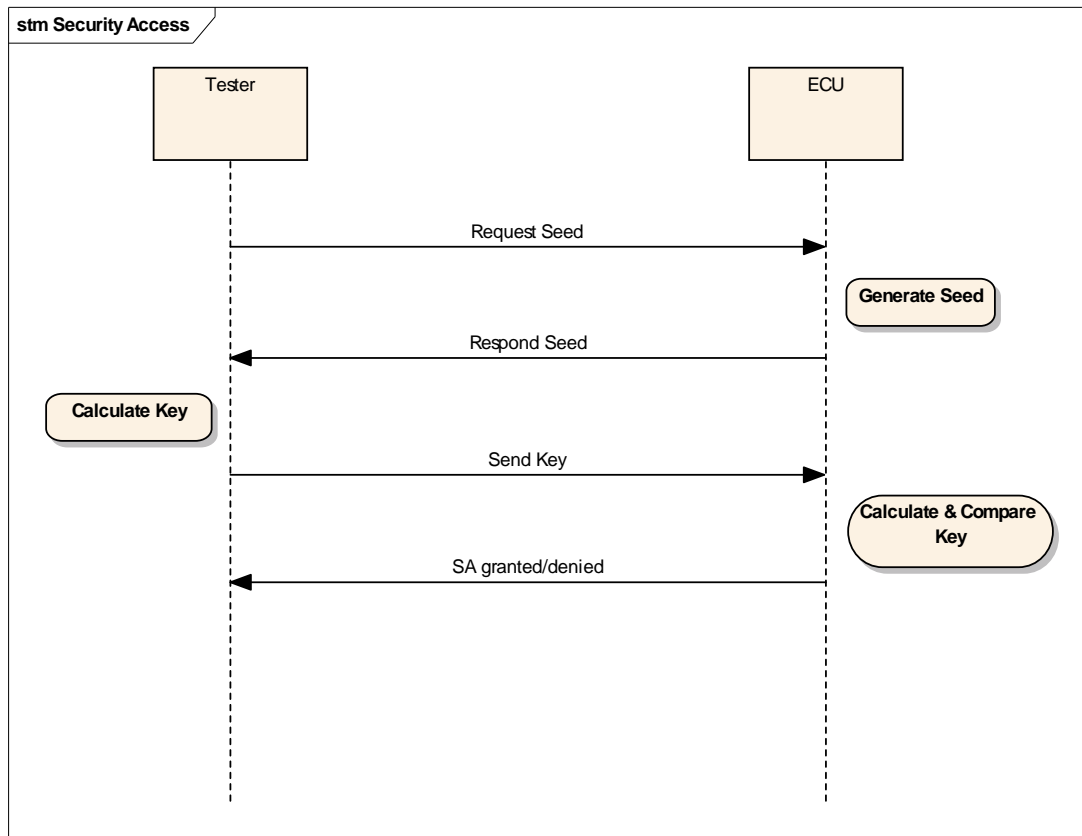 stm Security Access
Tester
ECU
Request Seed
Generate Seed
Respond Seed
Calculate Key
Send Key
Calculate & Compare
Key
SA granted/denied